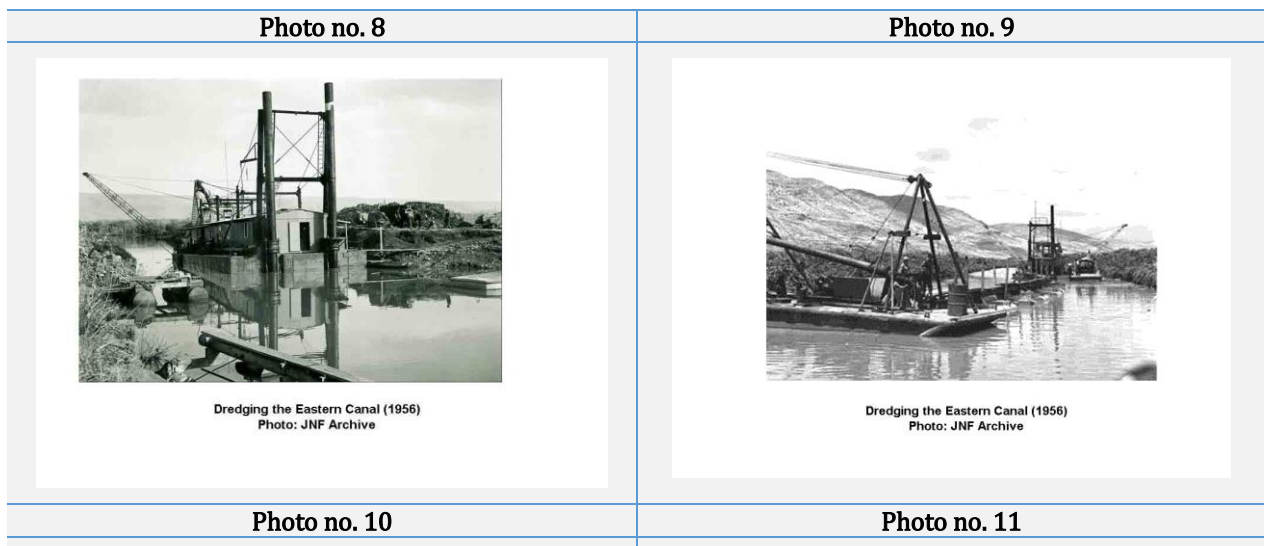 Photo no. 8
Photo no. 9
Dredging the Eastern Canal (1956)
Photo: JNF Archive
Dredging the Eastern Canal (1956)
Photo: JNF Archive
Photo no. 10
Photo no. 11